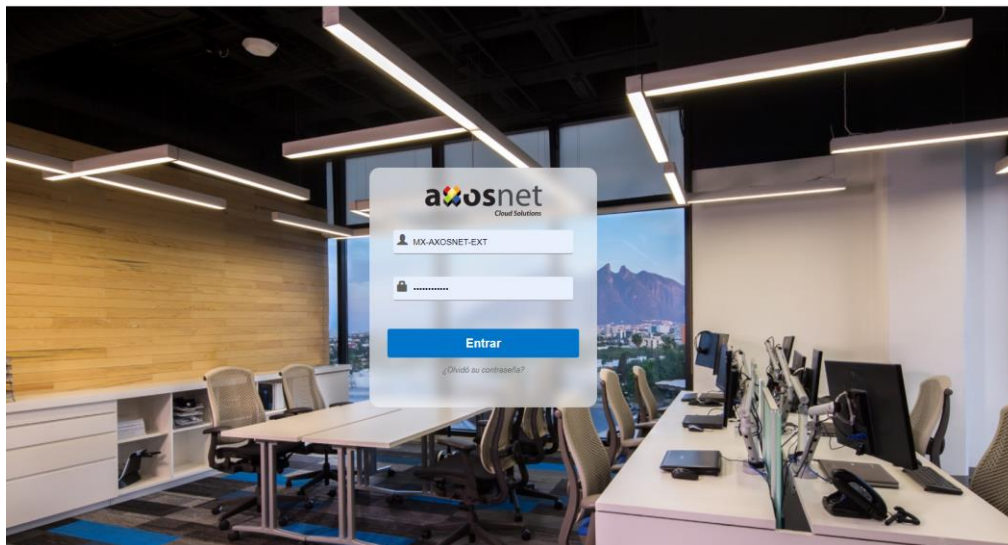 axosnet
Cloud Solutions
MX-AXOSNET-EXT
............
Entrar
¿Olvidó su contraseña?